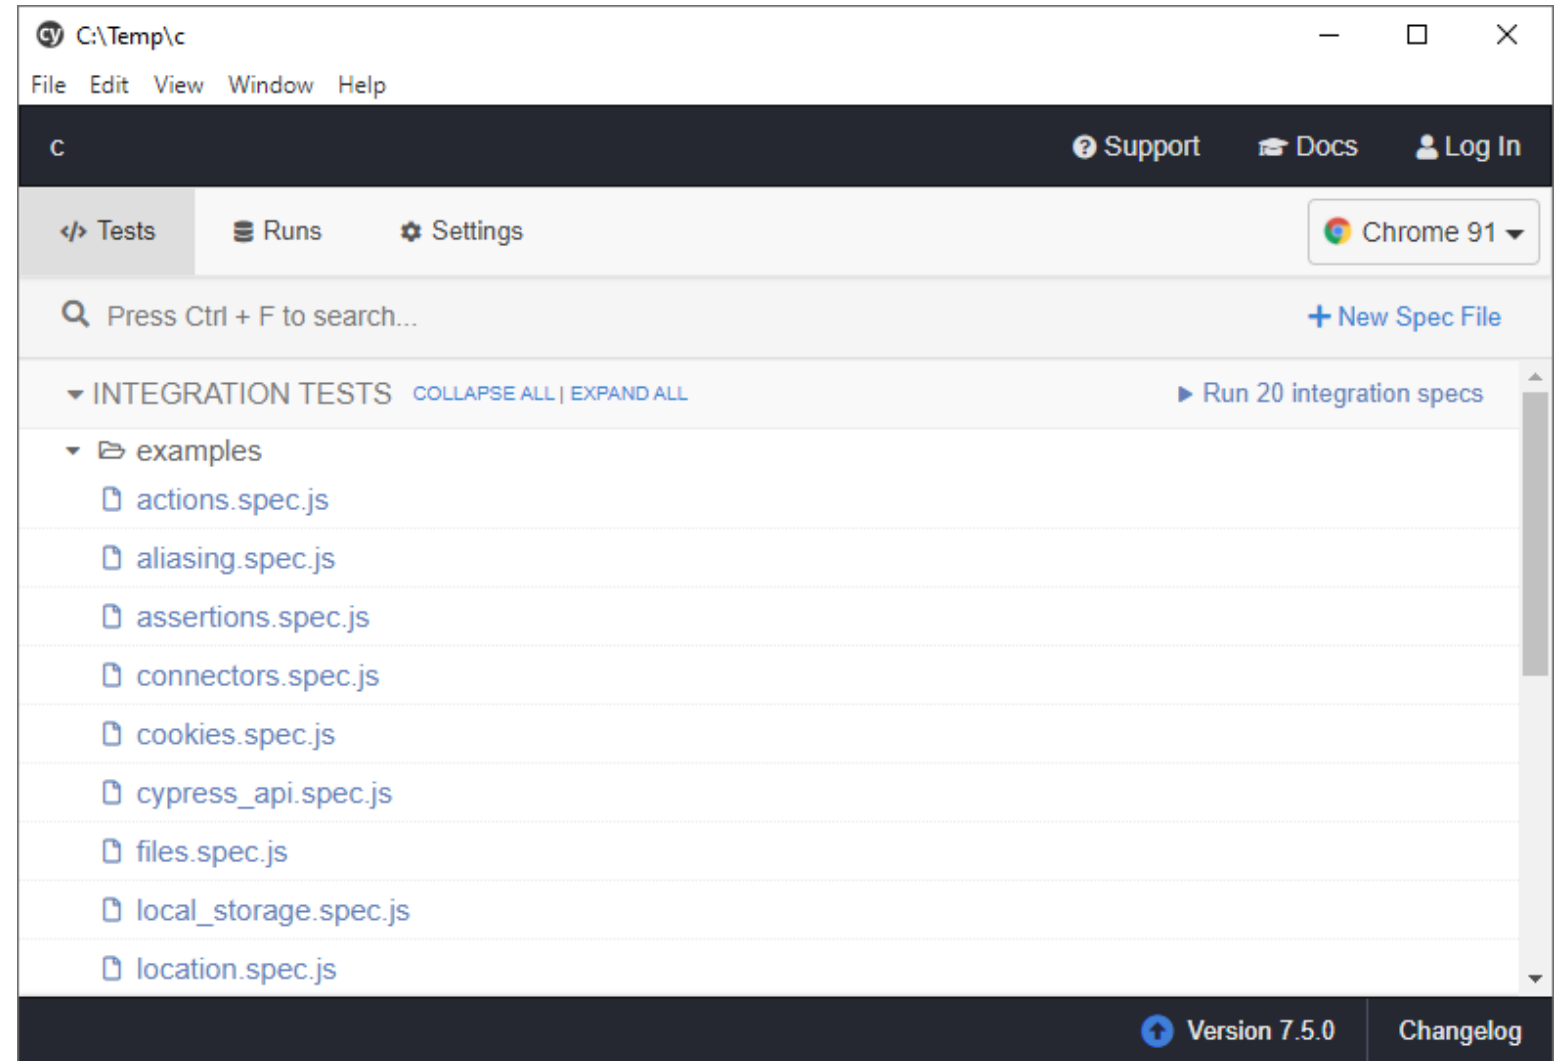 cy C:\Temp\c
File Edit View Window Help
c Support Docs Log In
</> Tests Runs Settings Chrome 91
Press Ctrl + F to search... New Spec File
INTEGRATION TESTS COLLAPSE ALL | EXPAND ALL Run 20 integration specs
examples
actions.spec.js
aliasing.spec.js
assertions.spec.js
connectors.spec.js
cookies.spec.js
cypress_api.spec.js
files.spec.js
local_storage.spec.js
location.spec.js
Version 7.5.0 Changelog